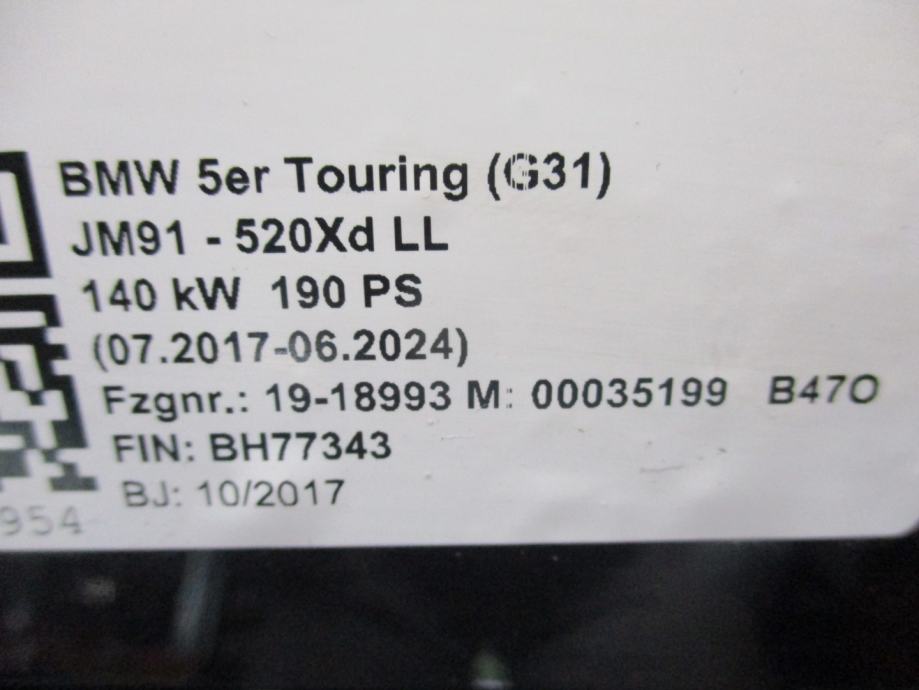 BMW 5er Touring (G31)
JM91 - 520Xd LL
140 kW 190 PS
(07.2017-06.2024)
Fzgnr.: 19-18993 M: 00035199 B47O
FIN: BH77343
BJ: 10/2017
954